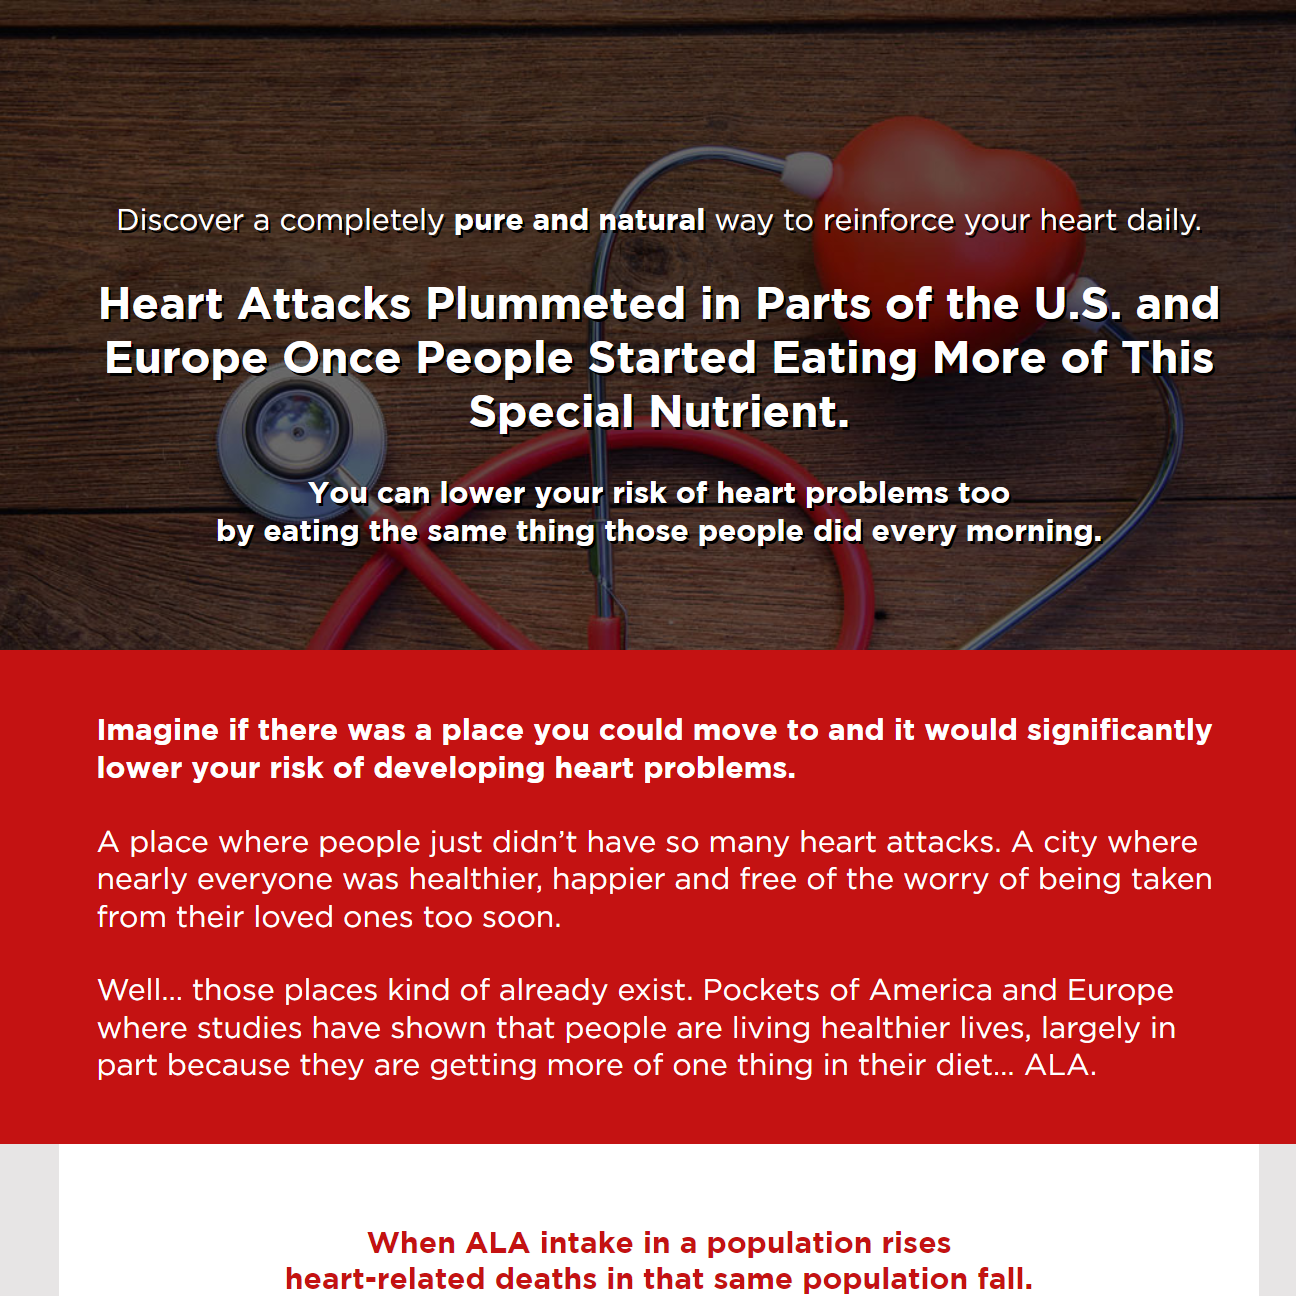 Discover a completely pure and natural way to reinforce your heart daily.
Heart Attacks Plummeted in Parts of the U.S. and
Europe Once People Started Eating More of This
Special Nutrient.
You can lower your risk of heart problems too
by eating the same thing those people did every morning.
Imagine if there was a place you could move to and it would significantly
lower your risk of developing heart problems.
A place where people just didn’t have so many heart attacks. A city where
nearly everyone was healthier, happier and free of the worry of being taken
from their loved ones too soon.
Well... those places kind of already exist. Pockets of America and Europe
where studies have shown that people are living healthier lives, largely in
part because they are getting more of one thing in their diet... ALA.
When ALA intake in a population rises
heart-related deaths in that same population fall.